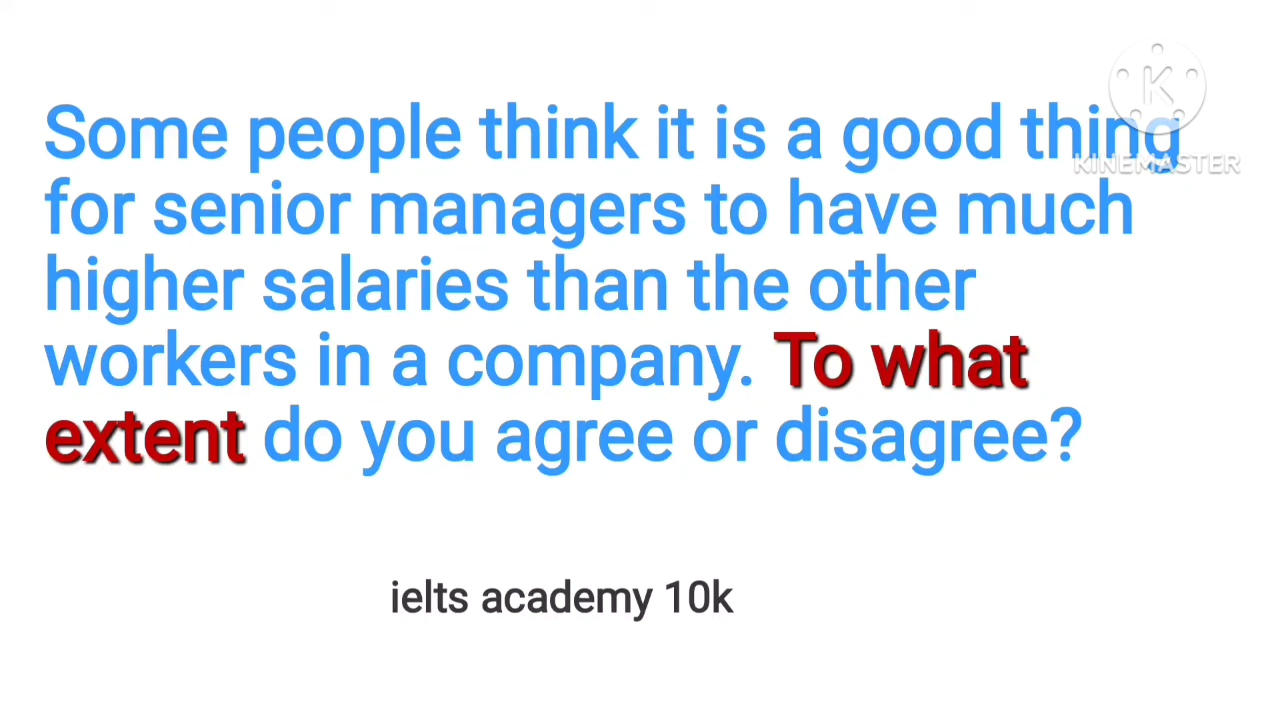 Some people think it is a good thing
for senior managers to have much
higher salaries than the other
workers in a company. To what
extent do you agree or disagree?
ielts academy 10k
K
KINEMASTER